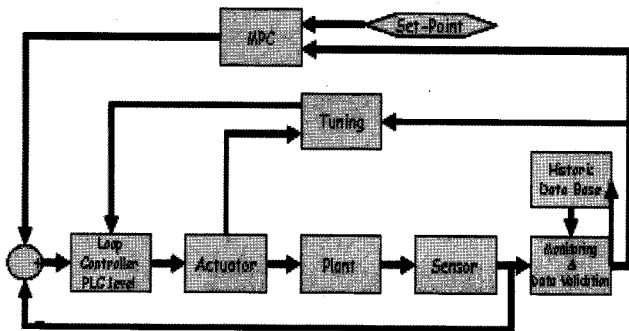 MPC
Set-Point
Tuning
Historic
Data Base
Loop
Controller
PLC level
Actuator
Plant
Sensor
Monitoring
&
Data Validation